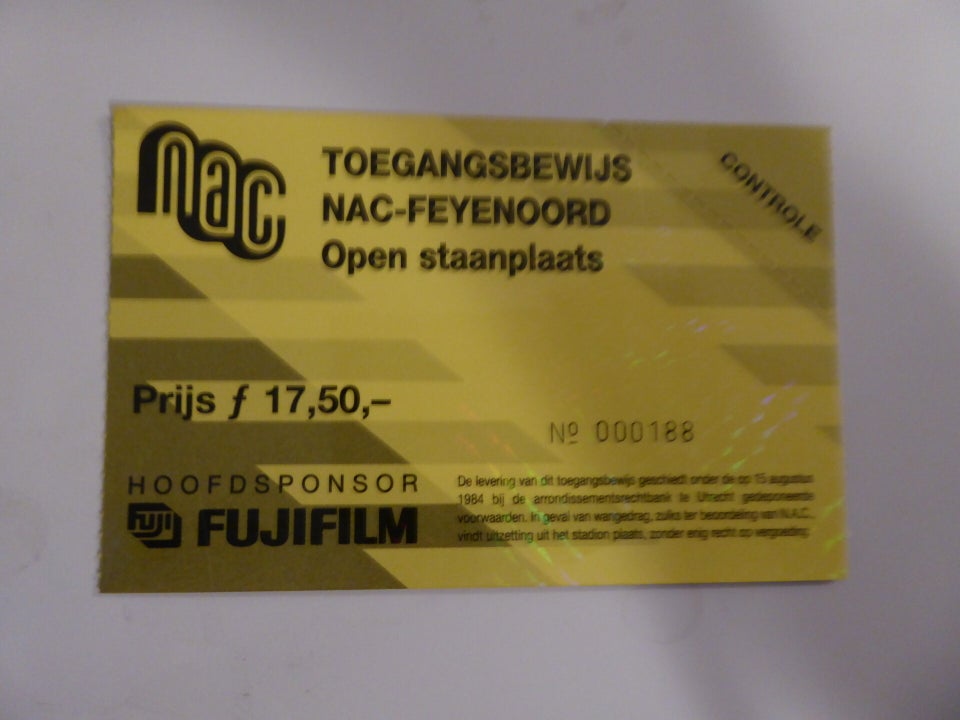 nac
TOEGANGSBEWIJS
NAC-FEYENOORD
Open staanplaats
CONTROLE
Prijs ƒ 17,50,–
Nº 000188
HOOFDSPONSOR
FUJI FUJIFILM
De levering van dit toegangsbewijs geschiedt onder de op 15 augustus
1984 bij de arrondissementsrechtbank te Utrecht gedeponeerde
voorwaarden. In geval van wangedrag, zulks ter beoordeling van N.A.C.
vindt uitzetting uit het stadion plaats, zonder enig recht op vergoeding.